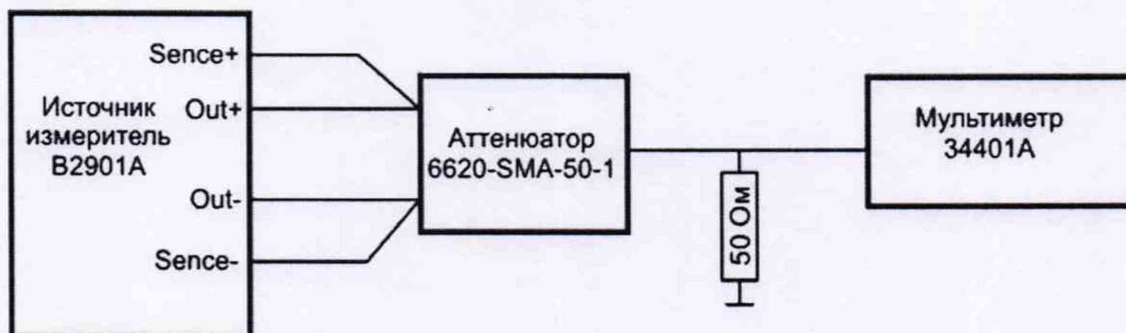 Sence+
Источник
измеритель
B2901A
Out+
Out-
Sence-
Аттенюатор
6620-SMA-50-1
50 Ом
Мультиметр
34401A